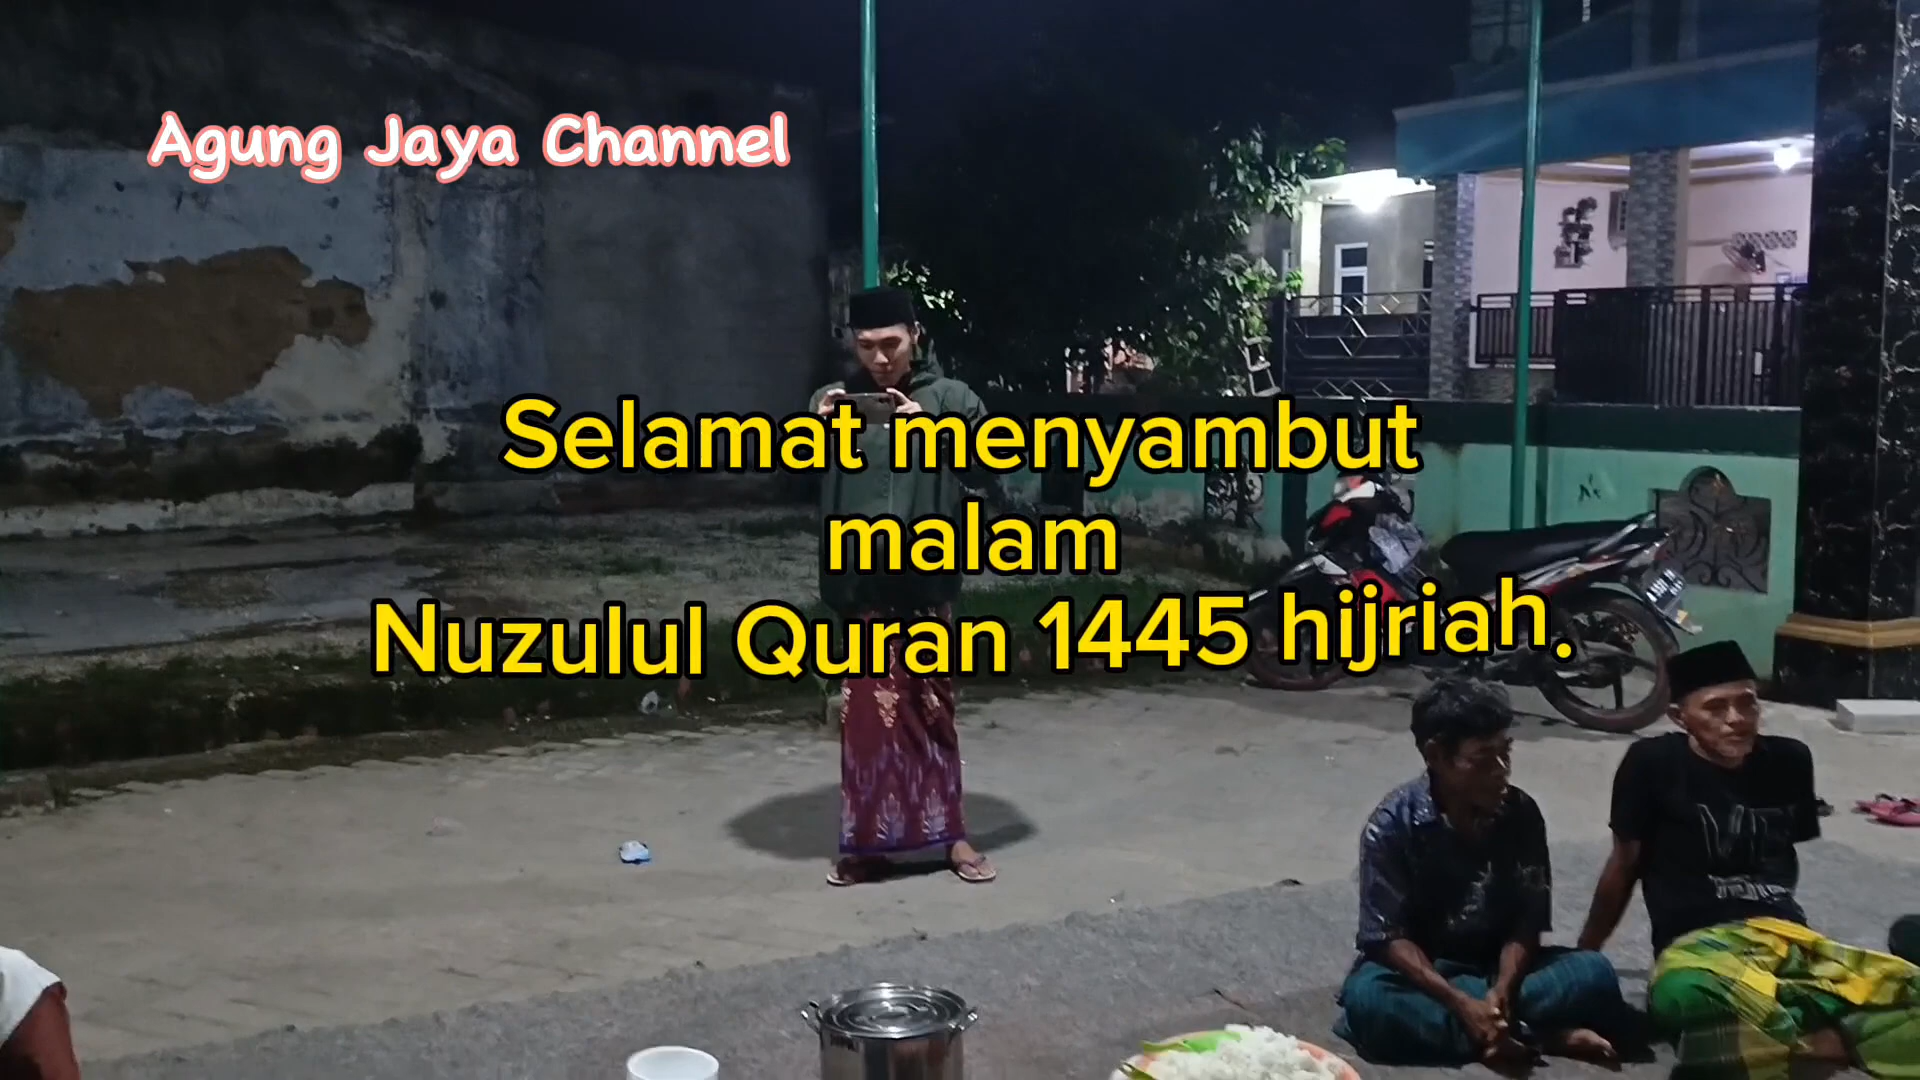 Agung Jaya Channel
Selamat menyambut
malam
Nuzulul Quran 1445 hijriah.